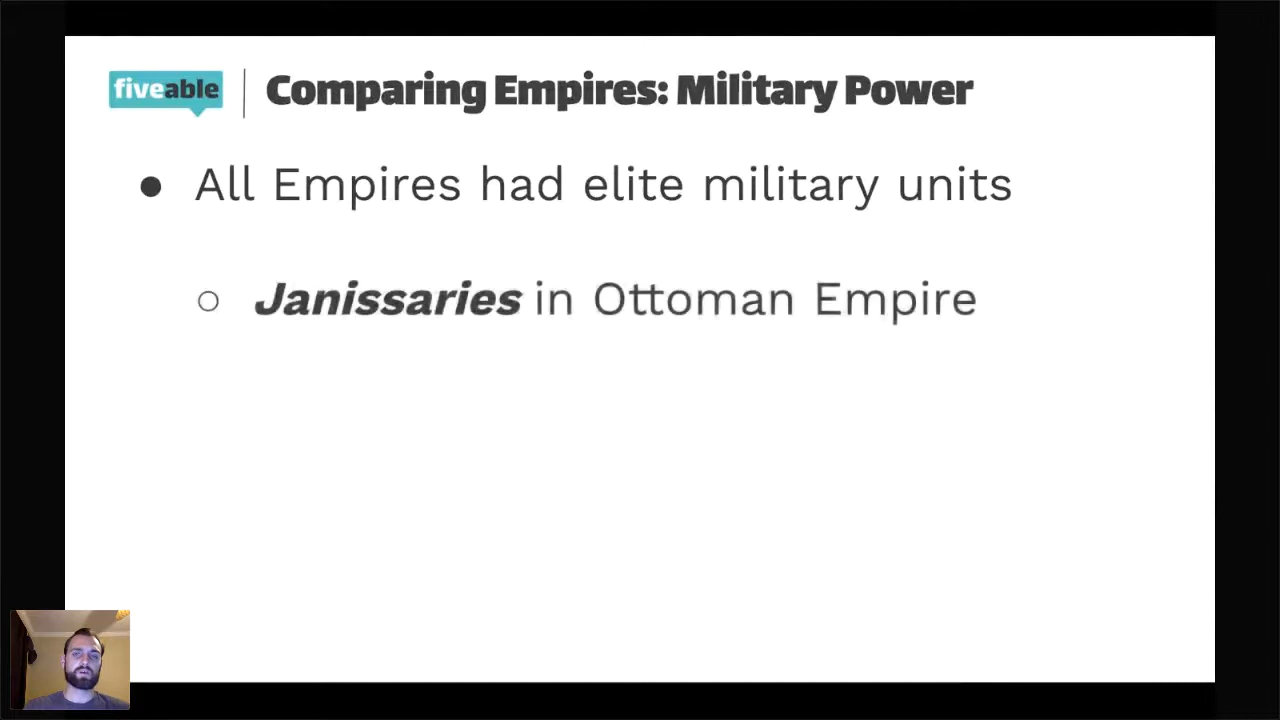 fiveable
Comparing Empires: Military Power
● All Empires had elite military units
○ Janissaries in Ottoman Empire